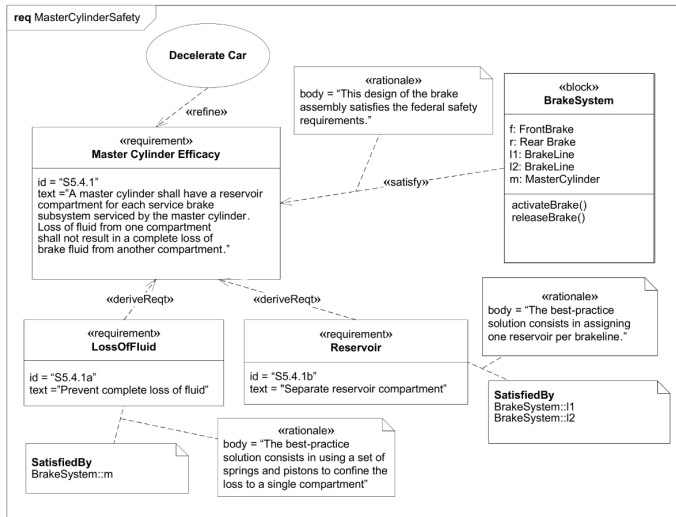 req MasterCylinderSafety
Decelerate Car
«refine»
«rationale»
body = “This design of the brake
assembly satisfies the federal safety
requirements.”
«block»
BrakeSystem
f: FrontBrake
r: Rear Brake
l1: BrakeLine
l2: BrakeLine
m: MasterCylinder
activateBrake()
releaseBrake()
«requirement»
Master Cylinder Efficacy
id = “S5.4.1”
text =”A master cylinder shall have a reservoir
compartment for each service brake
subsystem serviced by the master cylinder.
Loss of fluid from one compartment
shall not result in a complete loss of
brake fluid from another compartment.”
«satisfy»
«deriveReqt»
«deriveReqt»
«rationale»
body = “The best-practice
solution consists in assigning
one reservoir per brakeline.”
«requirement»
LossOfFluid
id = “S5.4.1a”
text =”Prevent complete loss of fluid”
«requirement»
Reservoir
id = “S5.4.1b”
text = ”Separate reservoir compartment”
SatisfiedBy
BrakeSystem::l1
BrakeSystem::l2
«rationale»
body = “The best-practice
solution consists in using a set of
springs and pistons to confine the
loss to a single compartment”
SatisfiedBy
BrakeSystem::m